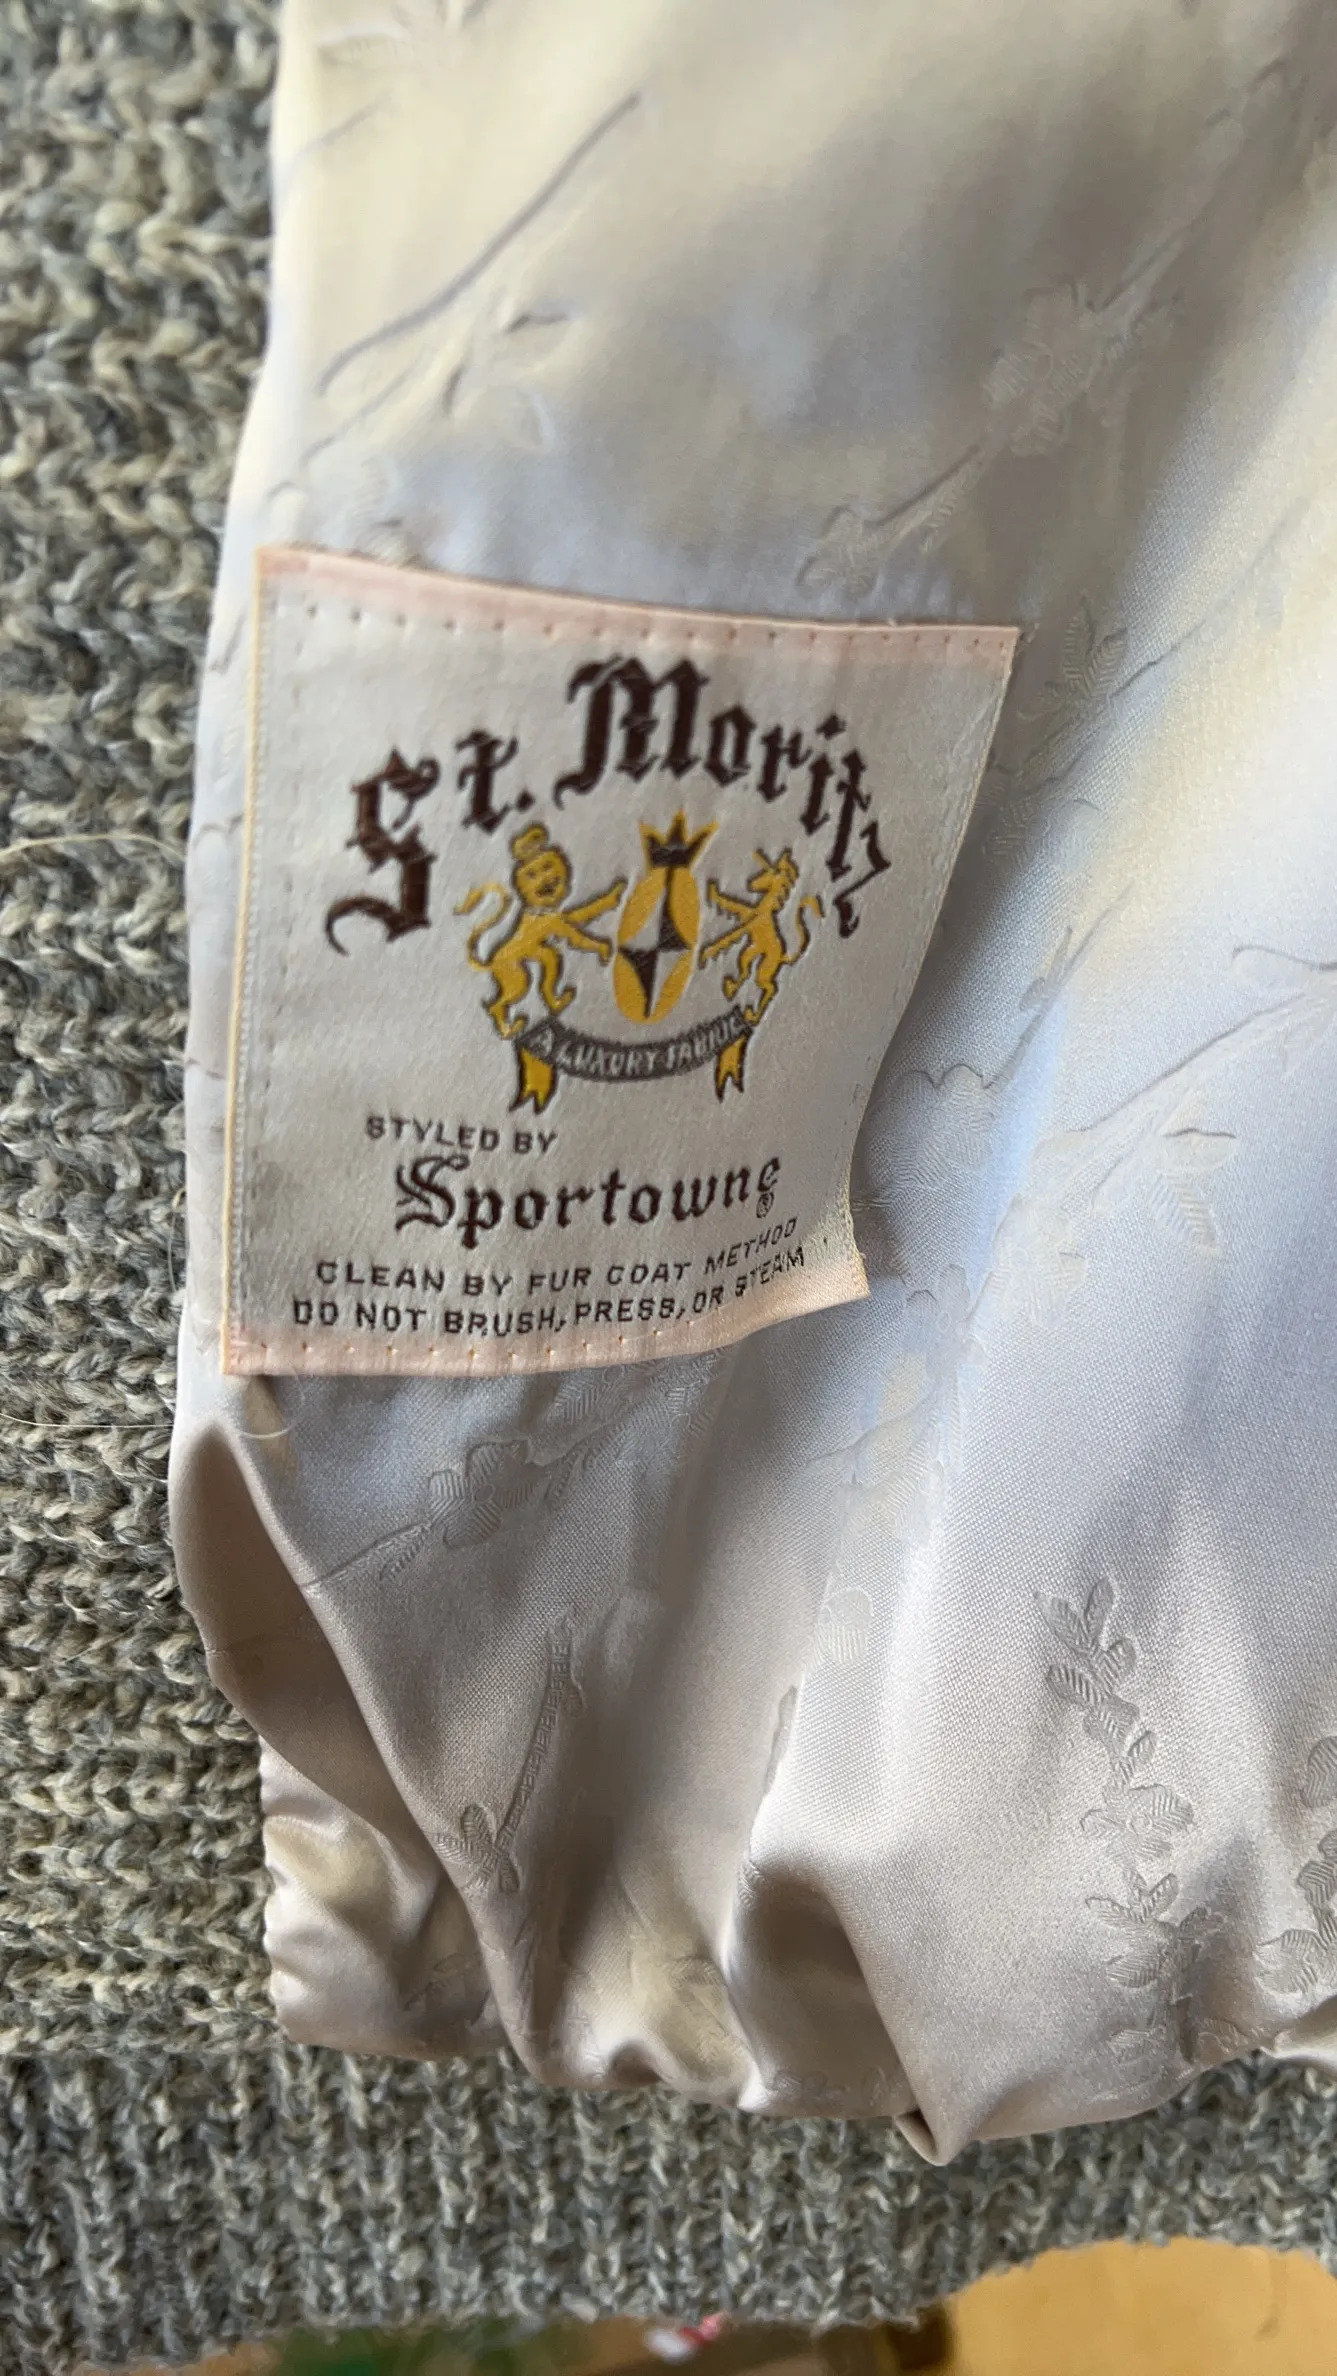 St. Moritz
A LUXURY FABRIC
STYLED BY
Sportowne®
CLEAN BY FUR COAT METHOD
DO NOT BRUSH, PRESS, OR STEAM